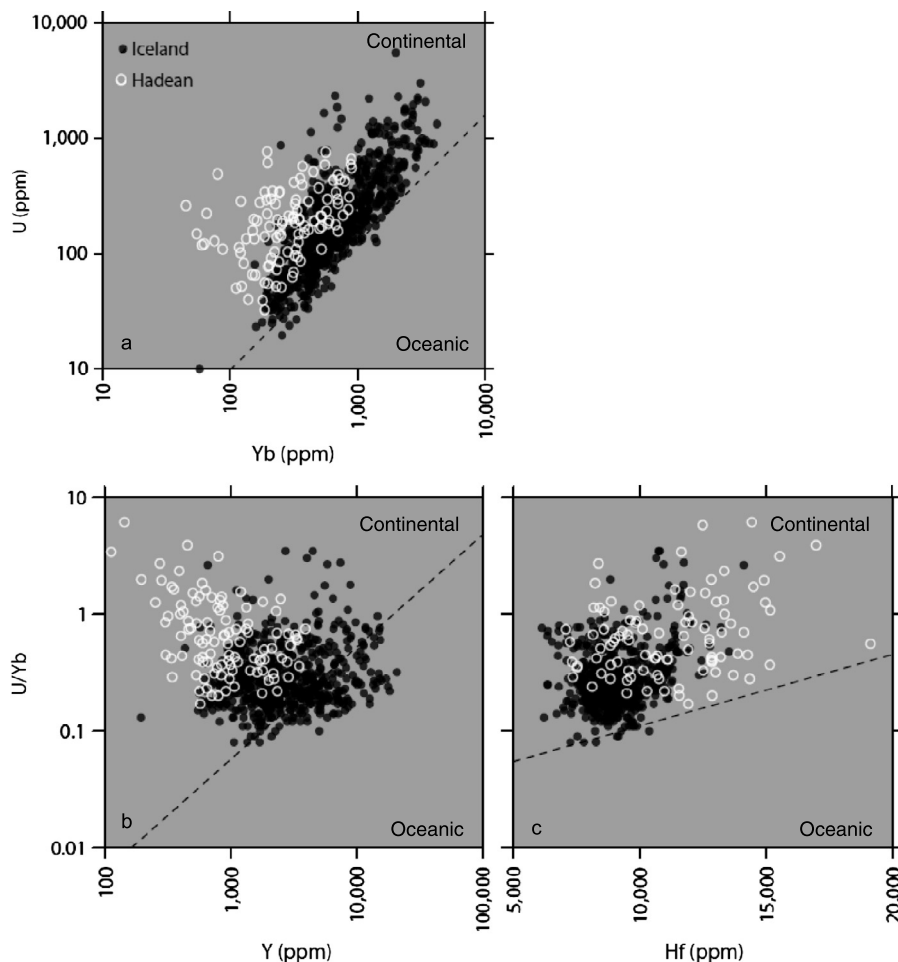 10,000
Continental
Iceland
Hadean
1,000
U (ppm)
100
a
Oceanic
10
10
100
1,000
10,000
Yb (ppm)
10
Continental
Continental
1
U/Yb
0.1
b
Oceanic
c
Oceanic
0.01
100
1,000
10,000
100,000
5,000
10,000
15,000
20,000
Y (ppm)
Hf (ppm)